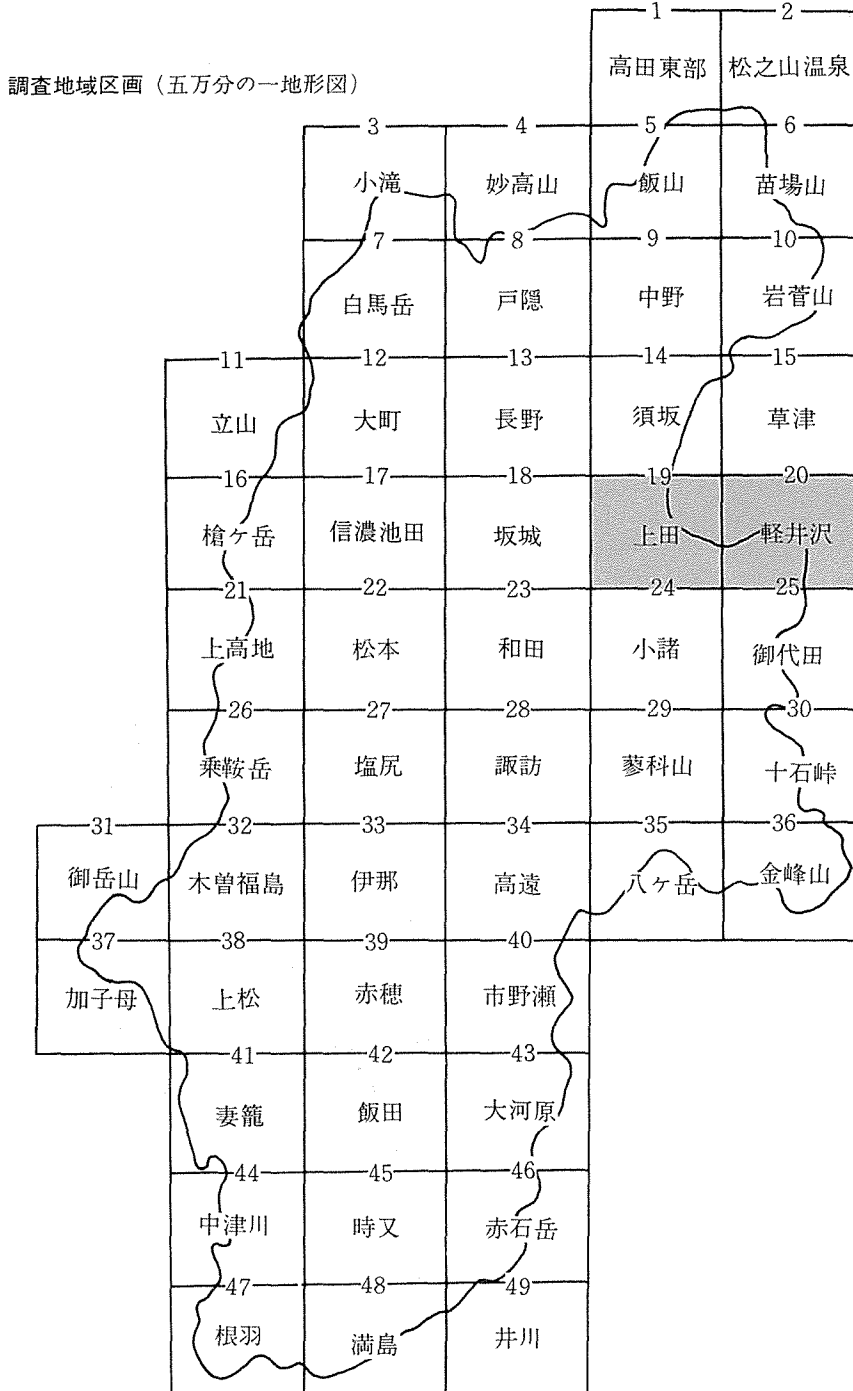 1 2
高田東部 松之山温泉
調査地域区画（五万分の一地形図）
3 4 5 6
小滝 妙高山 飯山 苗場山
7 8 9 10
白馬岳 戸隠 中野 岩菅山
11 12 13 14 15
立山 大町 長野 須坂 草津
16 17 18 19 20
槍ケ岳 信濃池田 坂城 上田 軽井沢
21 22 23 24 25
上高地 松本 和田 小諸 御代田
26 27 28 29 30
乗鞍岳 塩尻 諏訪 蓼科山 十石峠
31 32 33 34 35 36
御岳山 木曽福島 伊那 高遠 八ケ岳 金峰山
37 38 39 40
加子母 上松 赤穂 市野瀬
41 42 43
妻籠 飯田 大河原
44 45 46
中津川 時又 赤石岳
47 48 49
根羽 満島 井川